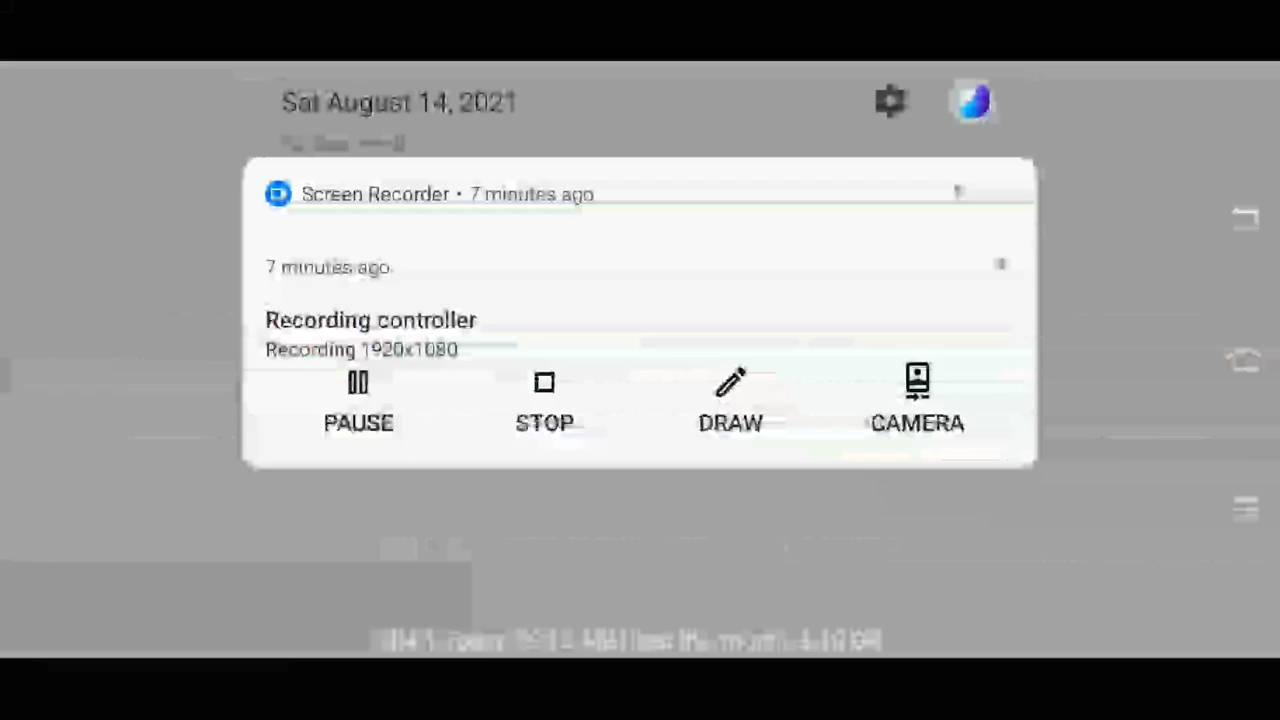 Sat August 14, 2021
Screen Recorder • 7 minutes ago
7 minutes ago
Recording controller
Recording 1920x1080
PAUSE
STOP
DRAW
CAMERA